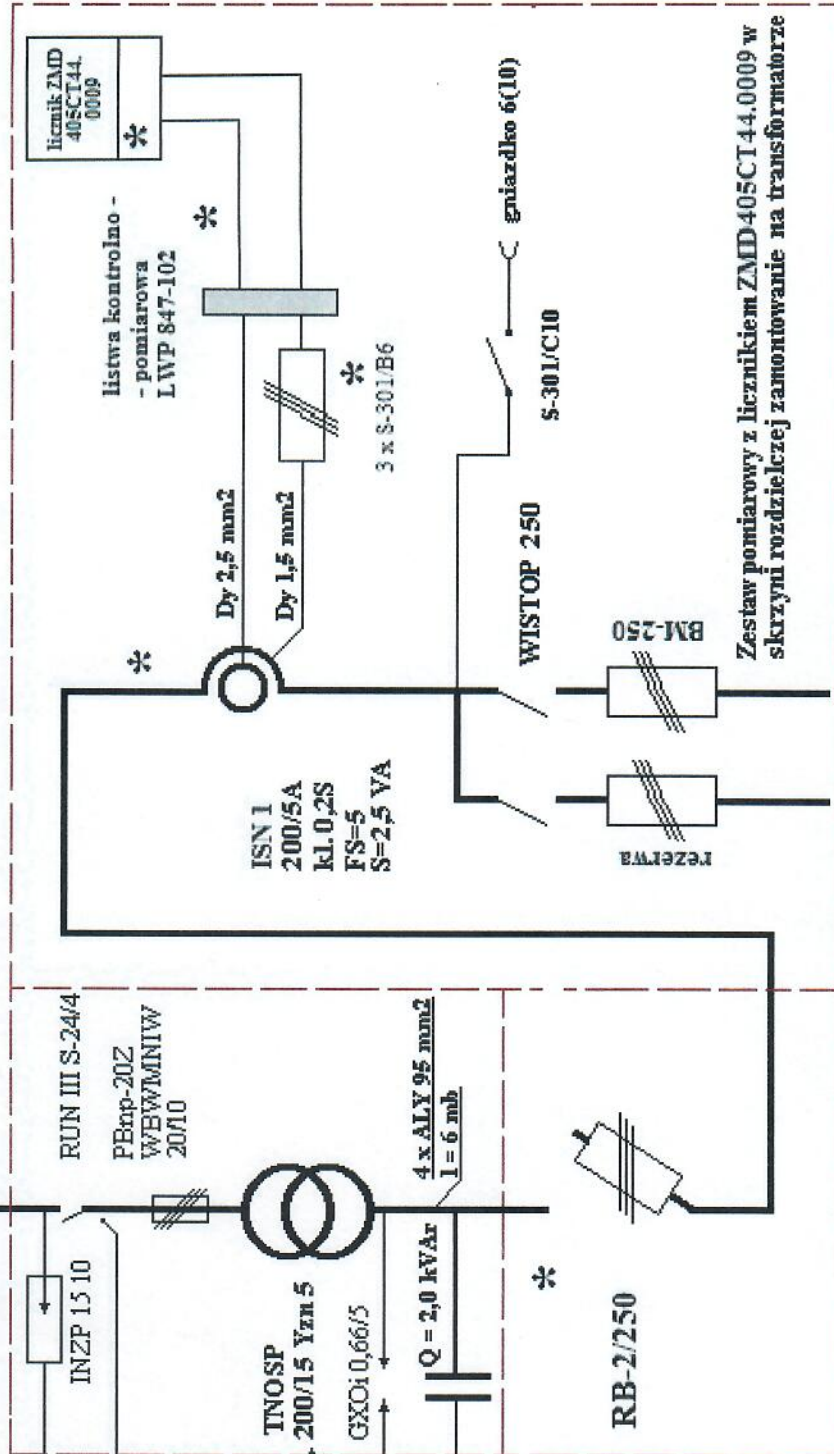 RUN III S-24/4
PBnp-20Z
WBWMNIW
20/10
INZP 15 10
TNOSP
200/15 Yzn 5
GXOi 0,66/5
Q = 2,0 kVAr
4 x ALY 95 mm2
l = 6 mb
RB-2/250
*
licznik ZMD
405CT44.
0009
*
listwa kontrolno -
- pomiarowa
LWP 847-102
*
3 x S-301/B6
*
Dy 2,5 mm2
Dy 1,5 mm2
*
ISN 1
200/5A
kl. 0,2S
FS=5
S=2,5 VA
gniazdko 6(10)
S-301/C10
WISTOP 250
BM-250
rezerwa
Zestaw pomiarowy z licznikiem ZMD405CT44.0009 w
skrzyni rozdzielczej zamontowanie na transformatorze